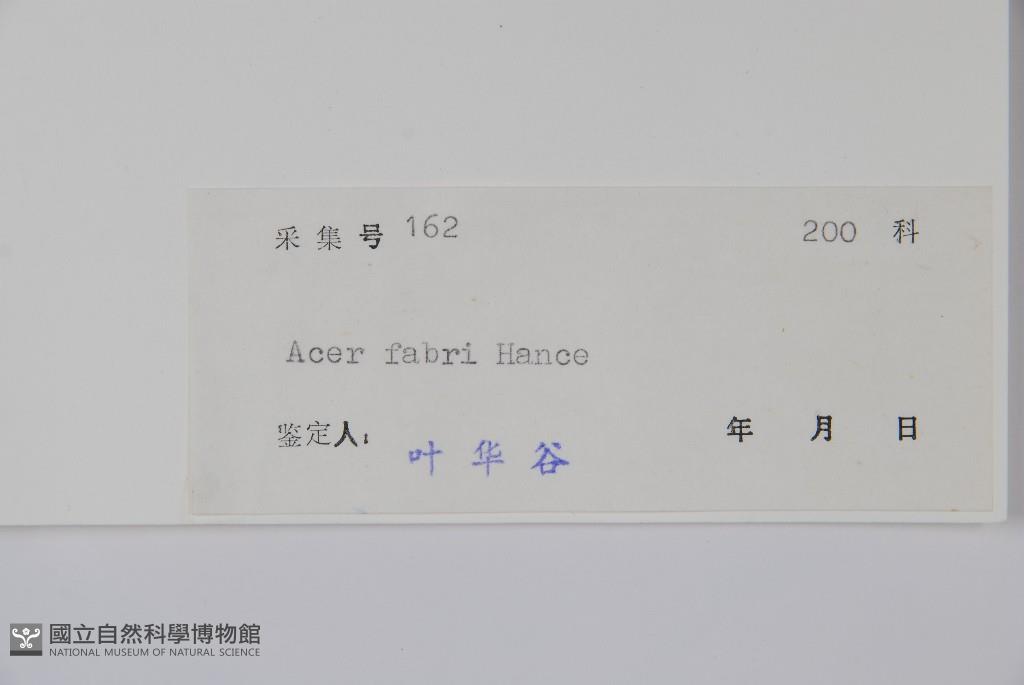 采集号 162 200 科
Acer fabri Hance
鉴定人: 叶华谷 年 月 日
國立自然科學博物館
NATIONAL MUSEUM OF NATURAL SCIENCE